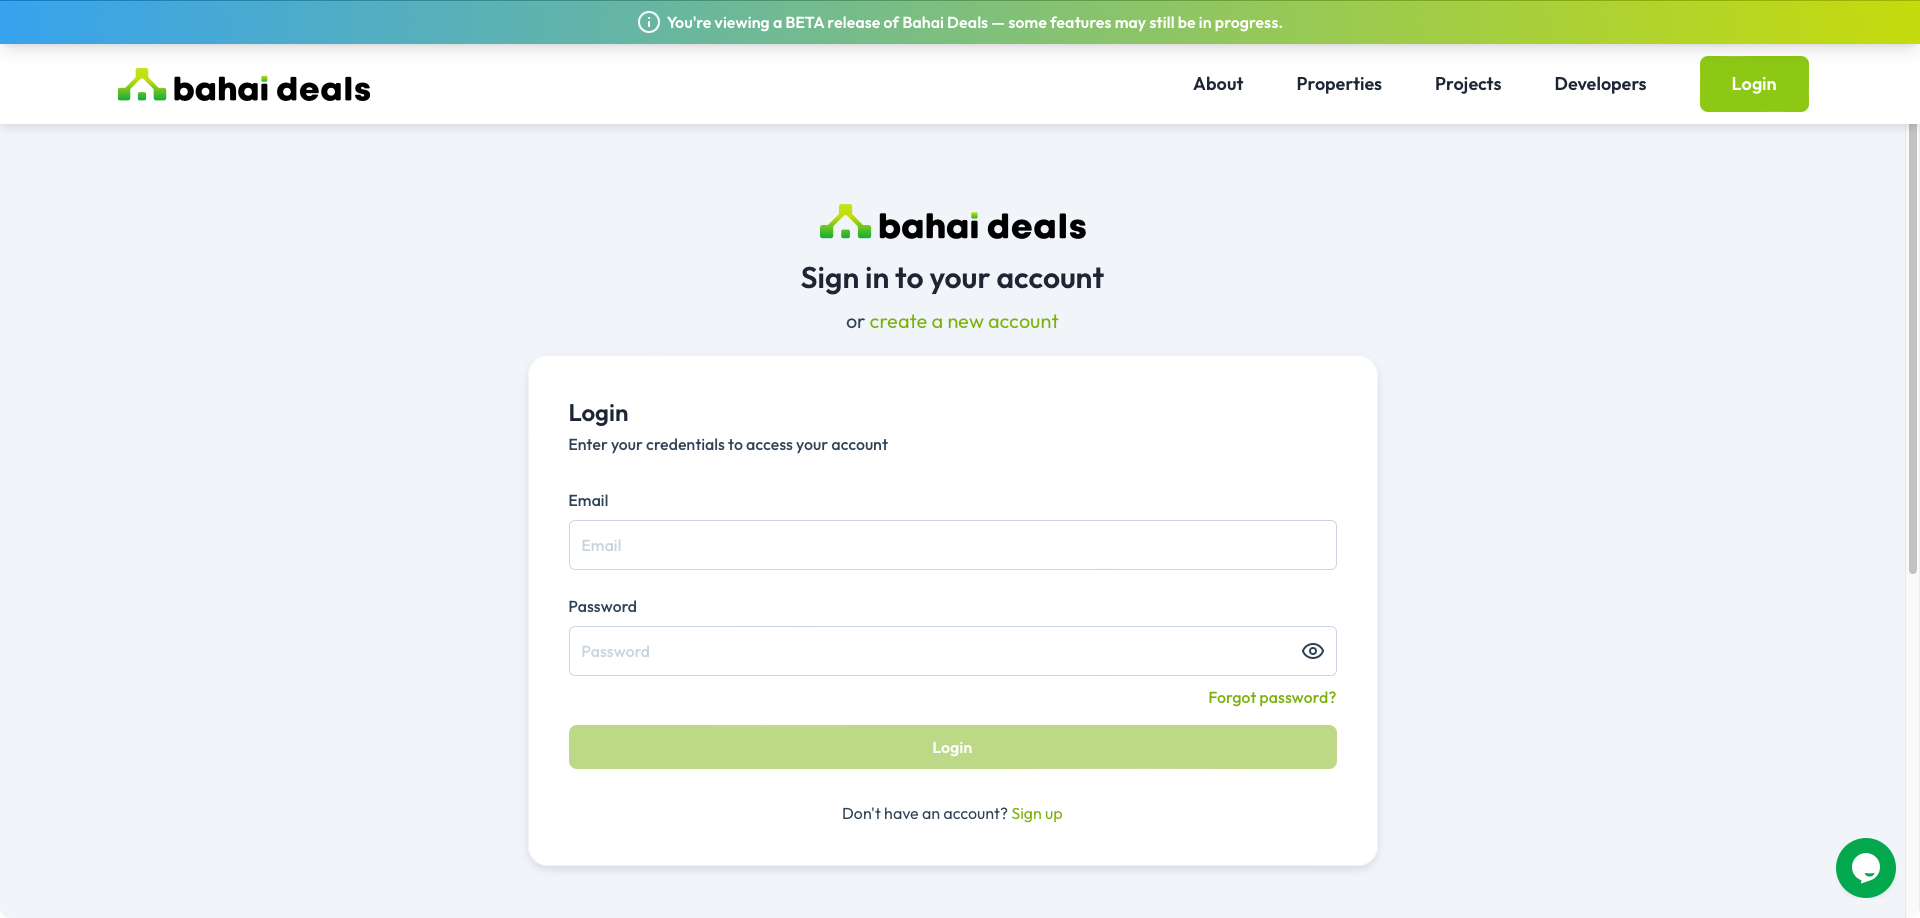 You're viewing a BETA release of Bahai Deals — some features may still be in progress.
bahai deals
About
Properties
Projects
Developers
Login
bahai deals
Sign in to your account
or create a new account
Login
Enter your credentials to access your account
Email
Email
Password
Password
Forgot password?
Login
Don't have an account? Sign up